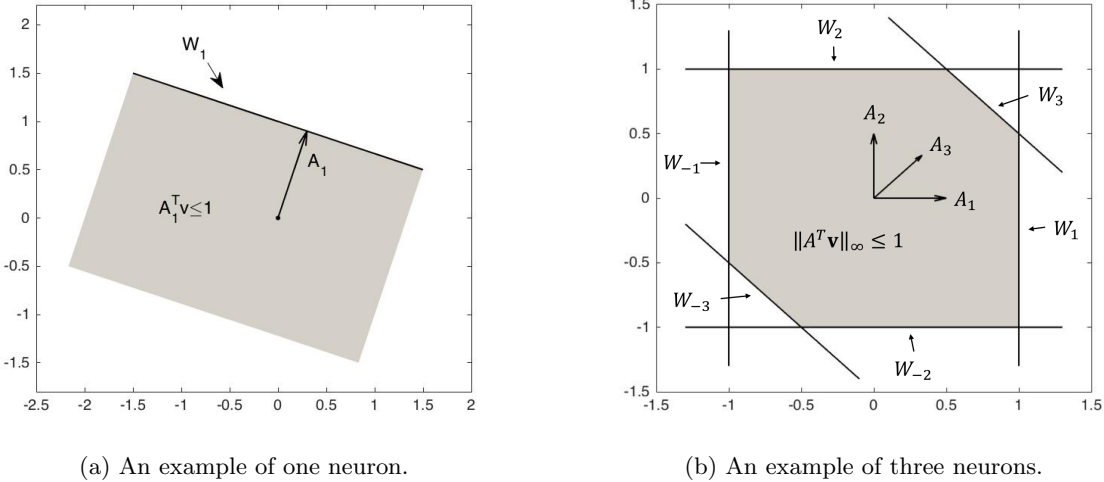 2
1.5
1
0.5
0
-0.5
-1
-1.5
-2.5 -2 -1.5 -1 -0.5 0 0.5 1 1.5 2
W₁
A₁
A₁ᵀv≤1
(a) An example of one neuron.
1.5
1
0.5
0
-0.5
-1
-1.5
-1.5 -1 -0.5 0 0.5 1 1.5
W₂
W₃
A₂
A₃
W₋₁
A₁
W₁
‖Aᵀv‖∞ ≤ 1
W₋₃
W₋₂
(b) An example of three neurons.